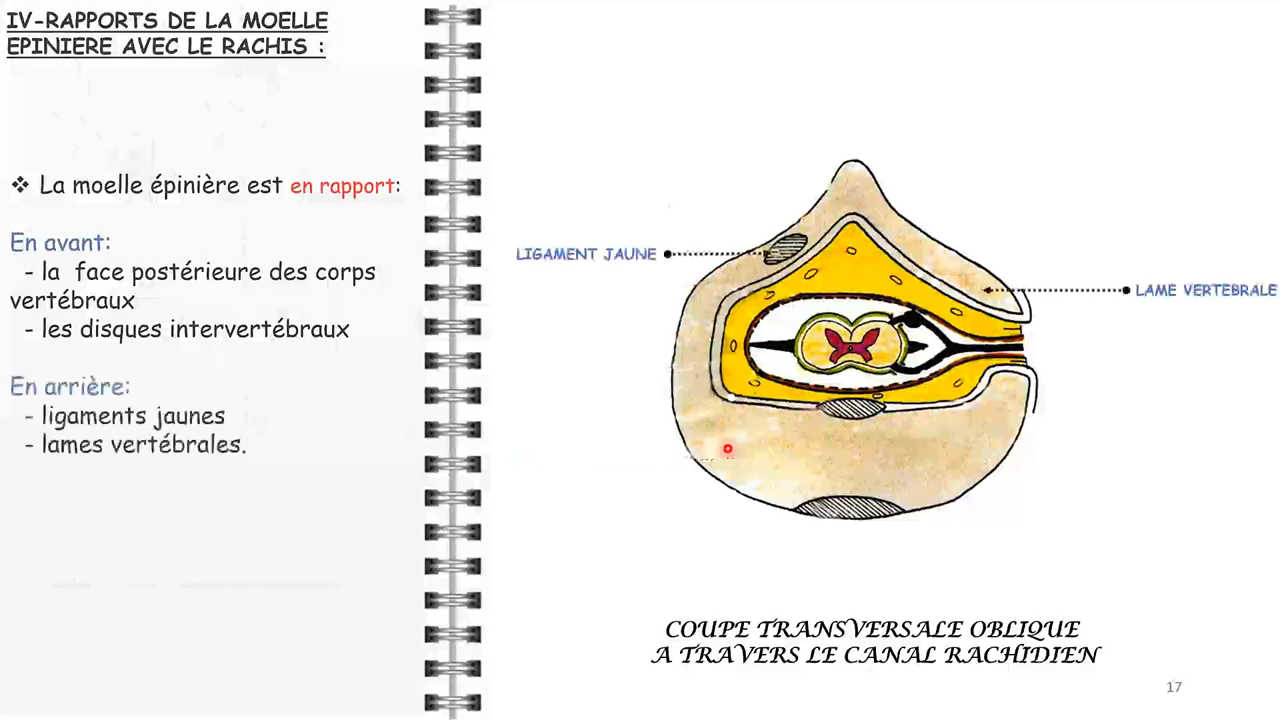 IV-RAPPORTS DE LA MOELLE
EPINIERE AVEC LE RACHIS :
❖ La moelle épinière est en rapport:
En avant:
- la face postérieure des corps
vertébraux
- les disques intervertébraux
En arrière:
- ligaments jaunes
- lames vertébrales.
LIGAMENT JAUNE
LAME VERTEBRALE
COUPE TRANSVERSALE OBLIQUE
A TRAVERS LE CANAL RACHIDIEN
17